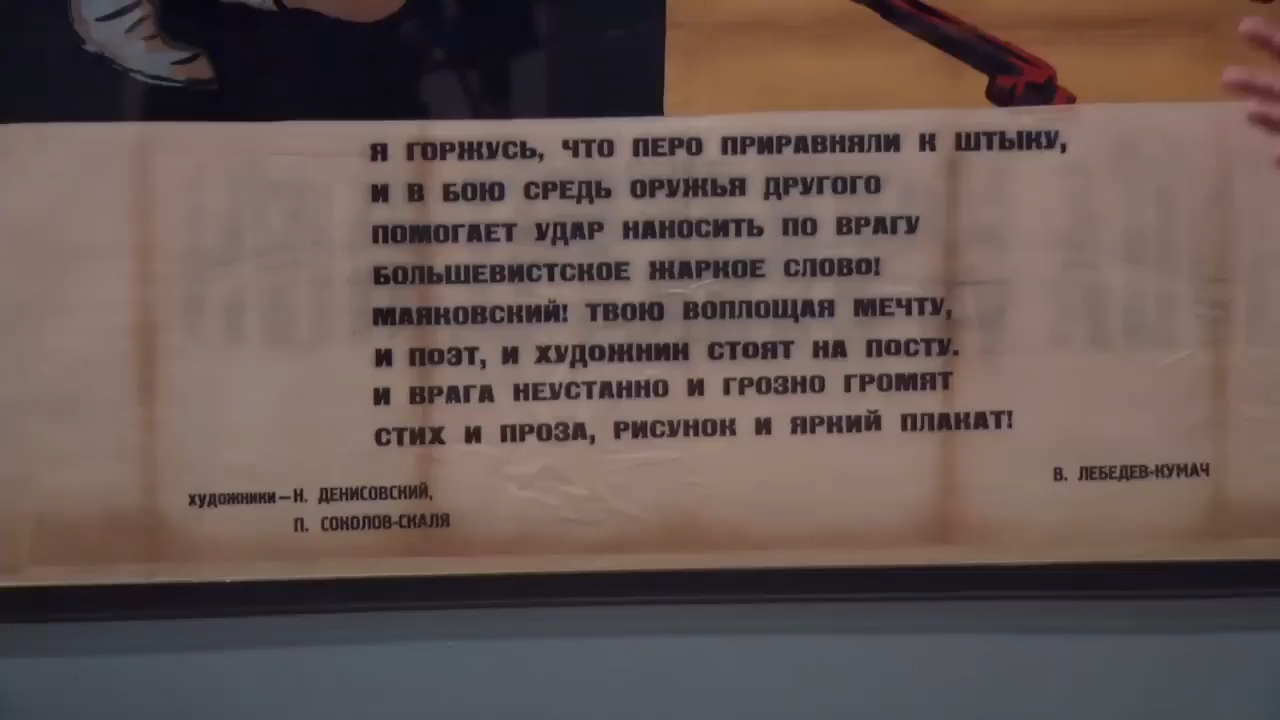 Я ГОРЖУСЬ, ЧТО ПЕРО ПРИРАВНЯЛИ К ШТЫКУ,
И В БОЮ СРЕДЬ ОРУЖЬЯ ДРУГОГО
ПОМОГАЕТ УДАР НАНОСИТЬ ПО ВРАГУ
БОЛЬШЕВИСТСКОЕ ЖАРКОЕ СЛОВО!
МАЯКОВСКИЙ! ТВОЮ ВОПЛОЩАЯ МЕЧТУ,
И ПОЭТ, И ХУДОЖНИК СТОЯТ НА ПОСТУ.
И ВРАГА НЕУСТАННО И ГРОЗНО ГРОМЯТ
СТИХ И ПРОЗА, РИСУНОК И ЯРКИЙ ПЛАКАТ!
В. ЛЕБЕДЕВ-КУМАЧ
художники—Н. ДЕНИСОВСКИЙ,
П. СОКОЛОВ-СКАЛЯ